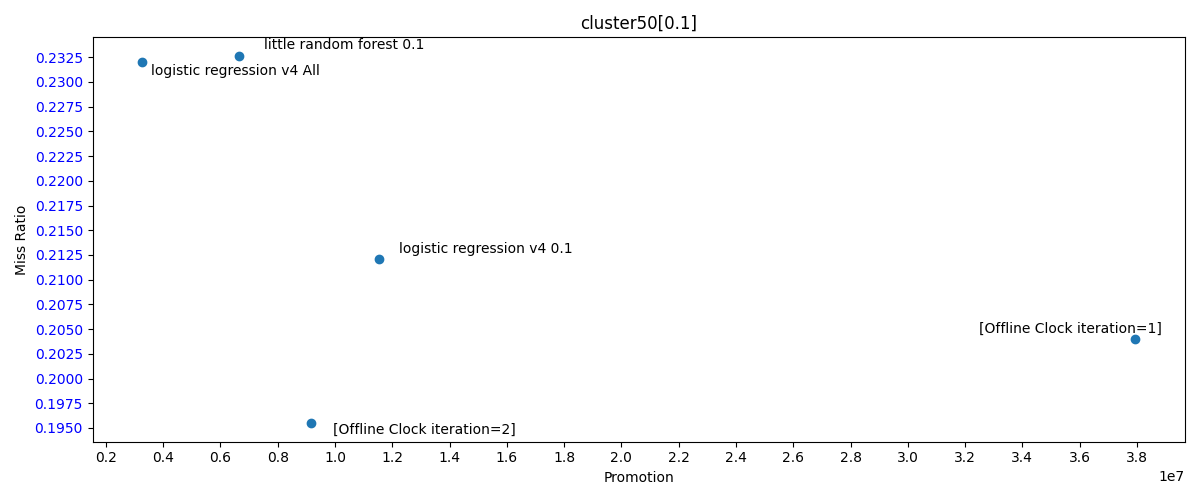 cluster50[0.1]
little random forest 0.1
logistic regression v4 All
logistic regression v4 0.1
[Offline Clock iteration=1]
[Offline Clock iteration=2]
Miss Ratio
0.2325
0.2300
0.2275
0.2250
0.2225
0.2200
0.2175
0.2150
0.2125
0.2100
0.2075
0.2050
0.2025
0.2000
0.1975
0.1950
0.2 0.4 0.6 0.8 1.0 1.2 1.4 1.6 1.8 2.0 2.2 2.4 2.6 2.8 3.0 3.2 3.4 3.6 3.8
1e7
Promotion